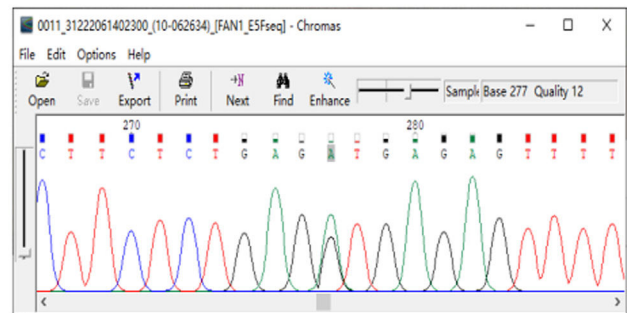 0011_31222061402300_(10-062634)_[FAN1_E5Fseq] - Chromas
File Edit Options Help
Open Save Export Print Next Find Enhance Sample Base 277 Quality 12
270 280
C T T C T C T G A G A T G A G A G T T T T